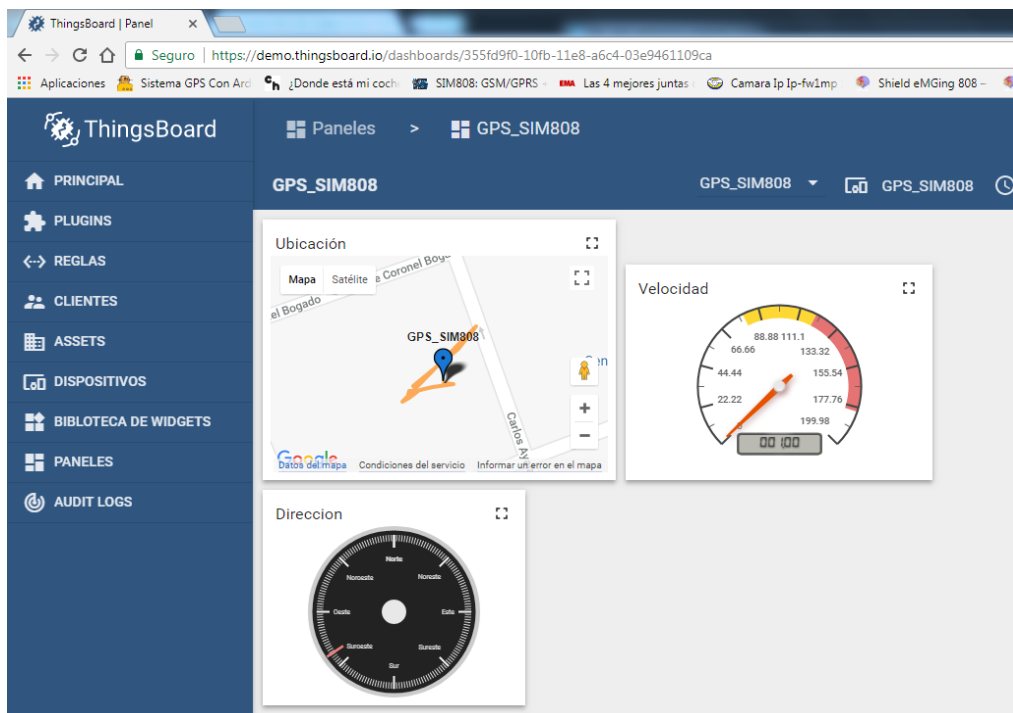 ThingsBoard | Panel
Seguro | https://demo.thingsboard.io/dashboards/355fd9f0-10fb-11e8-a6c4-03e9461109ca
Aplicaciones Sistema GPS Con Ard ¿Donde está mi coch SIM808: GSM/GPRS - EMA Las 4 mejores juntas Camara Ip Ip-fw1mp Shield eMGing 808 –
ThingsBoard
Paneles > GPS_SIM808
PRINCIPAL
PLUGINS
REGLAS
CLIENTES
ASSETS
DISPOSITIVOS
BIBLIOTECA DE WIDGETS
PANELES
AUDIT LOGS
GPS_SIM808 GPS_SIM808 GPS_SIM808
Ubicación
Mapa Satélite
e Coronel Bog
el Bogado
GPS_SIM808
en
Carlos Ay
Google
Datos del mapa Condiciones del servicio Informar un error en el mapa
Velocidad
88.88 111.1
66.66 133.32
44.44 155.54
22.22 177.76
0 199.98
Direccion
Norte
Noroeste Noreste
Oeste Este
Suroeste Sureste
Sur